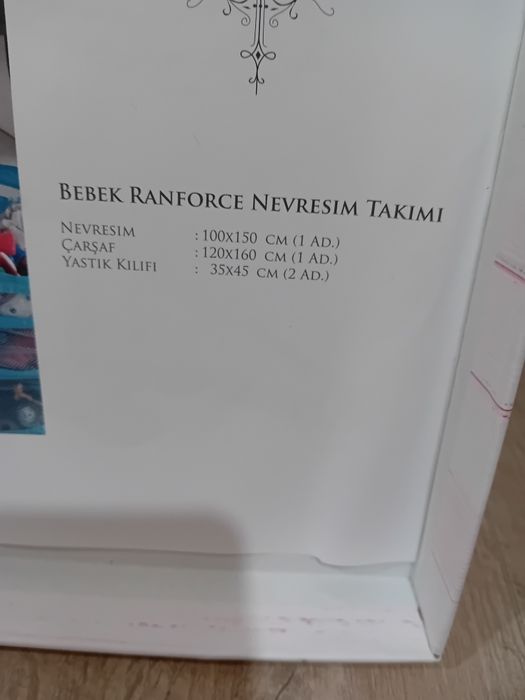 BEBEK RANFORCE NEVRESIM TAKIMI
NEVRESIM : 100X150 CM (1 AD.)
ÇARŞAF : 120X160 CM (1 AD.)
YASTIK KILIFI : 35X45 CM (2 AD.)